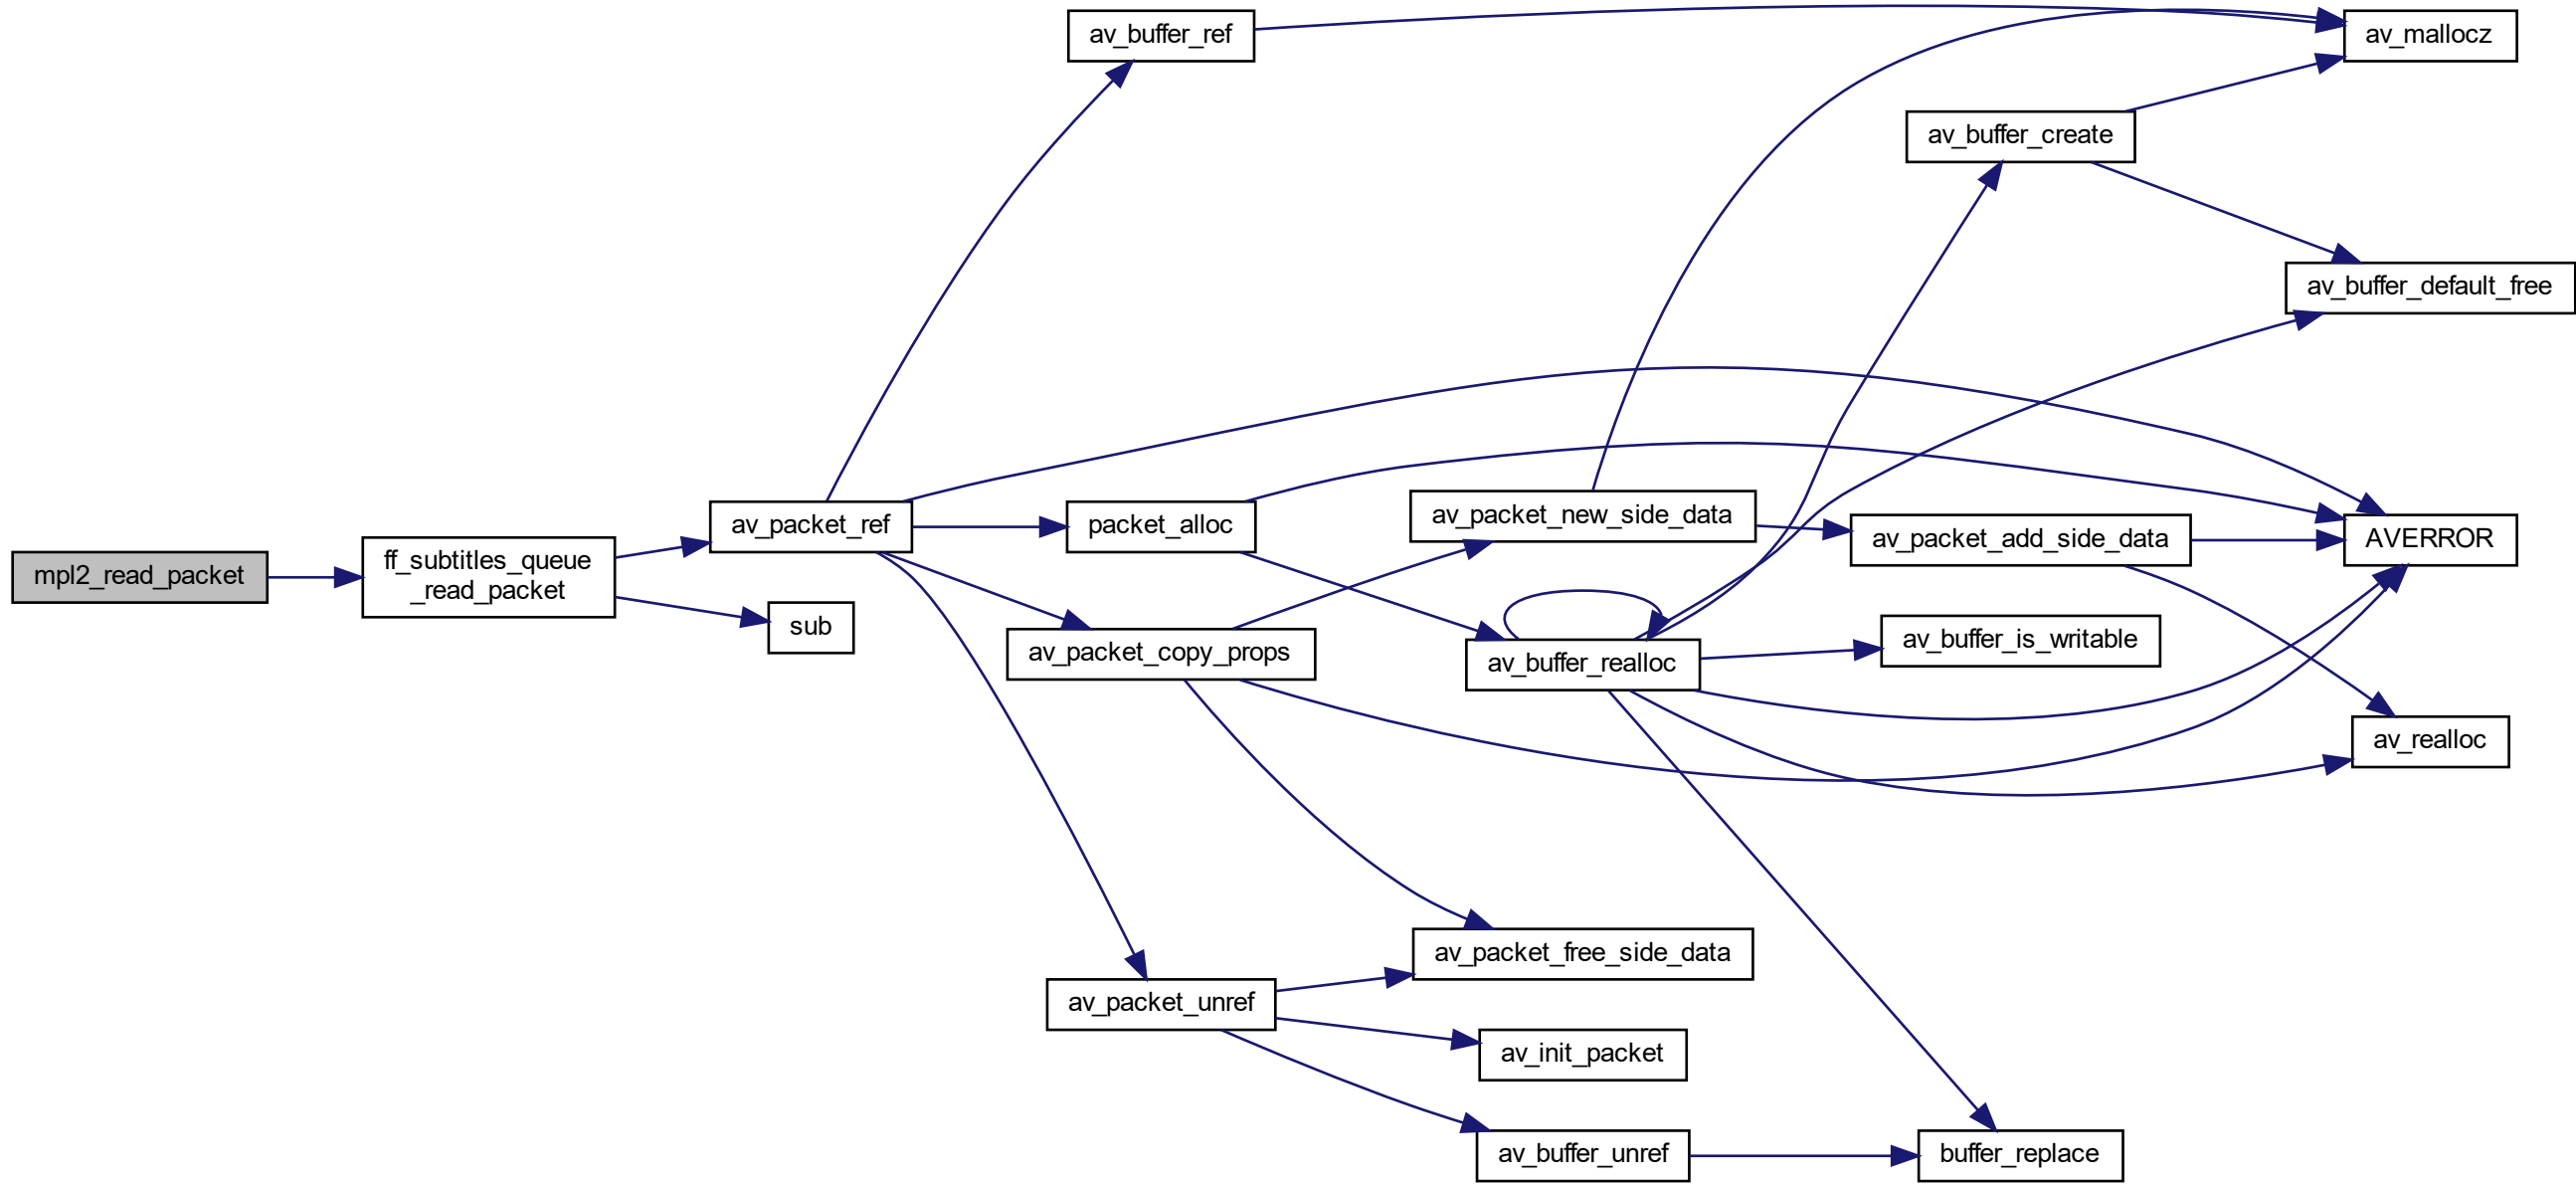 av_buffer_ref
av_mallocz
av_buffer_create
av_buffer_default_free
av_packet_ref
packet_alloc
av_packet_new_side_data
av_packet_add_side_data
AVERROR
mpl2_read_packet
ff_subtitles_queue
_read_packet
sub
av_packet_copy_props
av_buffer_realloc
av_buffer_is_writable
av_realloc
av_packet_free_side_data
av_packet_unref
av_init_packet
av_buffer_unref
buffer_replace